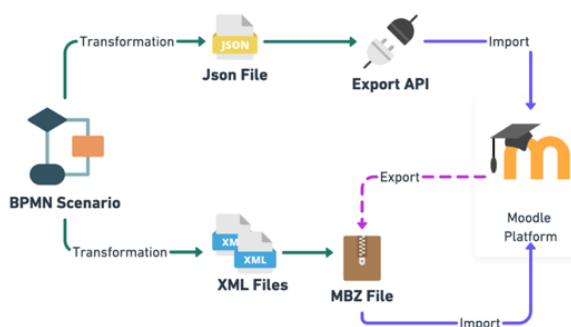 Transformation
JSON
Json File
Export API
Import
BPMN Scenario
Export
m
Moodle
Platform
Transformation
XM
XML
XML Files
MBZ File
Import